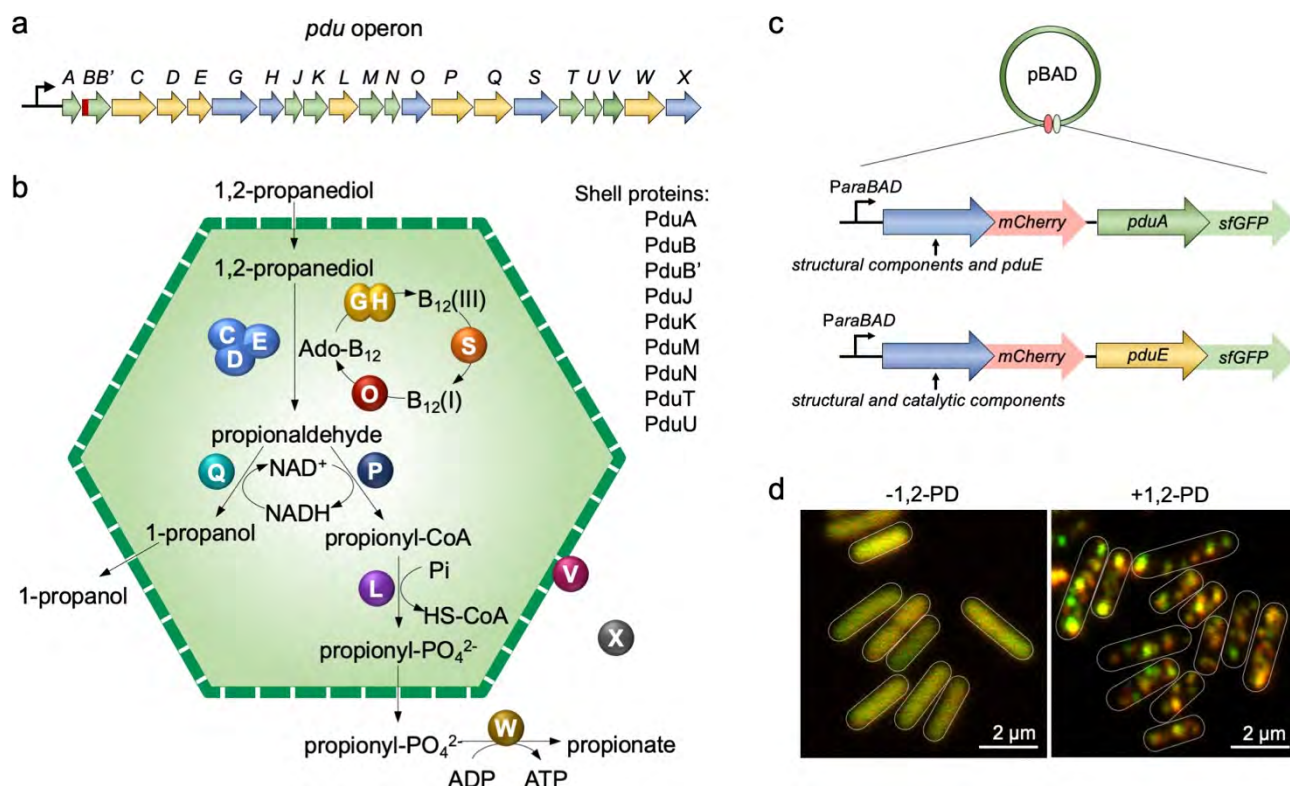 a
pdu operon
A BB' C D E G H J K L M N O P Q S T U V W X
b
1,2-propanediol
1,2-propanediol
C
D
E
G H
B12(III)
Ado-B12
S
O
B12(I)
propionaldehyde
Q
NAD+
P
NADH
1-propanol
1-propanol
propionyl-CoA
L
Pi
HS-CoA
propionyl-PO42-
V
X
propionyl-PO42-
W
propionate
ADP
ATP
Shell proteins:
PduA
PduB
PduB'
PduJ
PduK
PduM
PduN
PduT
PduU
c
pBAD
ParaBAD
mCherry
pduA
sfGFP
structural components and pduE
ParaBAD
mCherry
pduE
sfGFP
structural and catalytic components
d
-1,2-PD
+1,2-PD
2 μm
2 μm